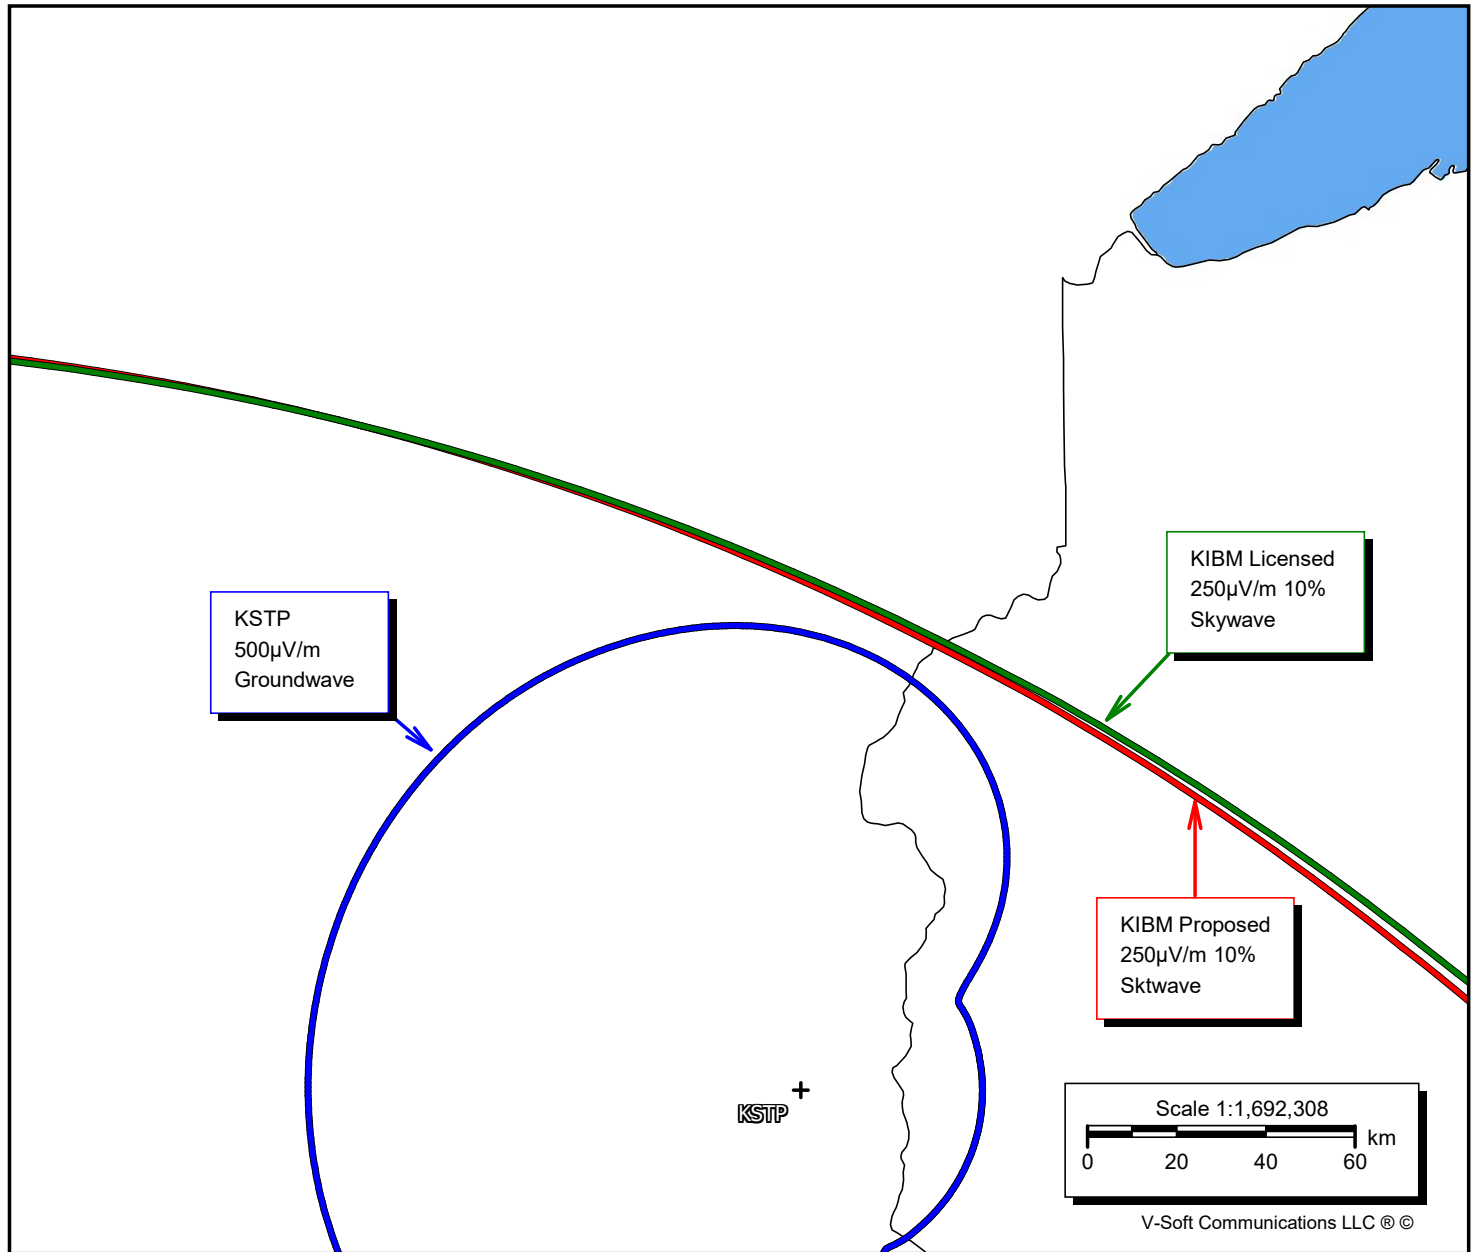 KIBM Licensed
250µV/m 10%
Skywave
KSTP
500µV/m
Groundwave
KIBM Proposed
250µV/m 10%
Sktwave
KSTP
Scale 1:1,692,308
km
0 20 40 60
V-Soft Communications LLC ® ©